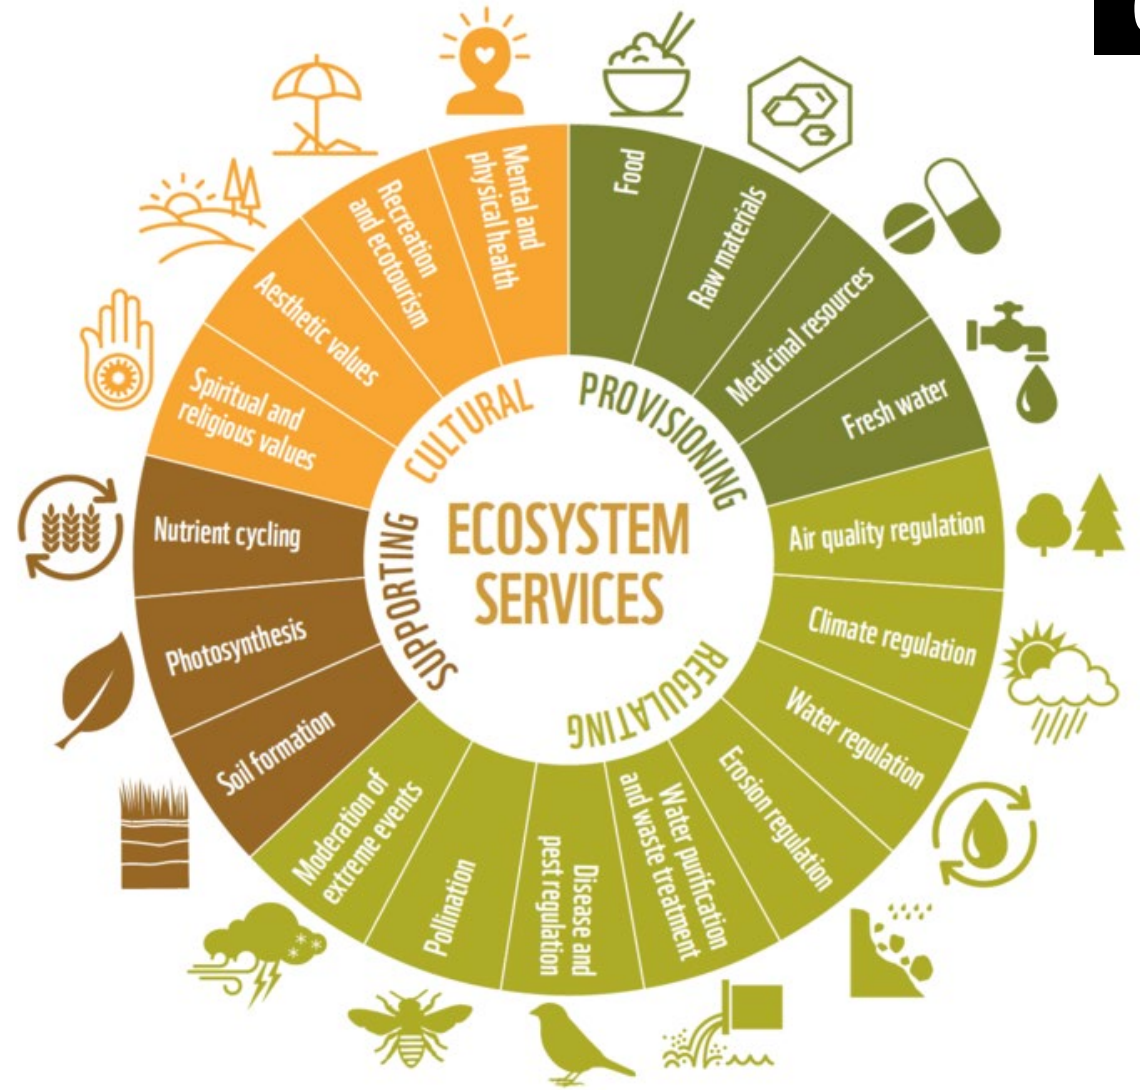 ECOSYSTEM
SERVICES
PROVISIONING
Food
Raw materials
Medicinal resources
Fresh water
REGULATING
Air quality regulation
Climate regulation
Water regulation
Erosion regulation
Water purification
and waste treatment
Disease and
pest regulation
Pollination
Moderation of
extreme events
SUPPORTING
Soil formation
Photosynthesis
Nutrient cycling
CULTURAL
Spiritual and
religious values
Aesthetic values
Recreation
and ecotourism
Mental and
physical health